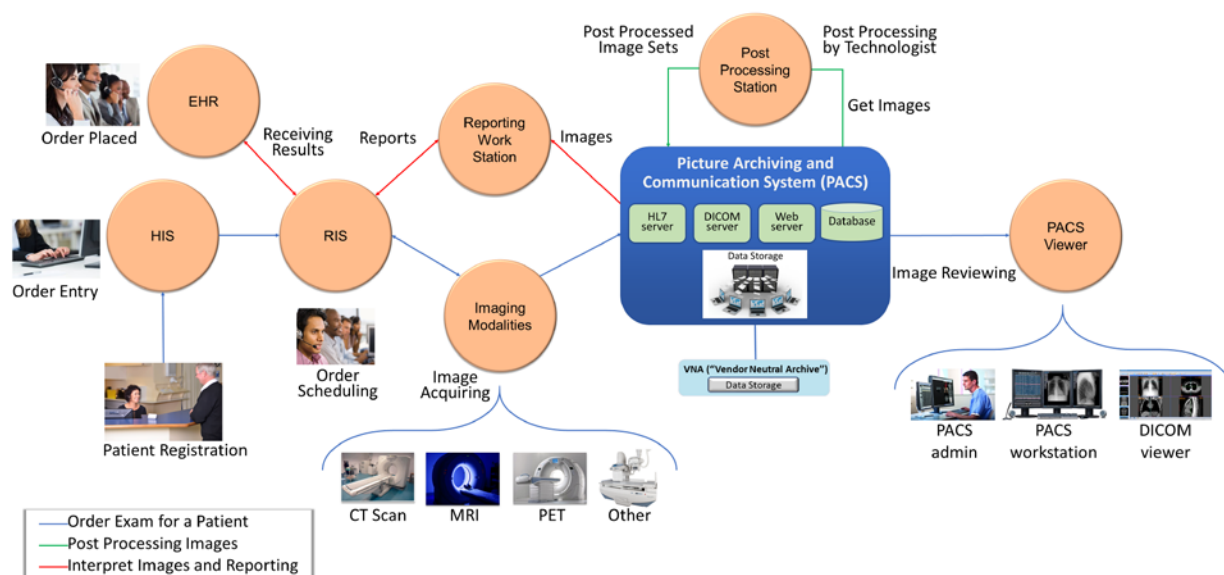 Post Processed
Image Sets
Post
Processing
Station
Post Processing
by Technologist
Get Images
EHR
Order Placed
Receiving
Results
Reports
Reporting
Work
Station
Images
Picture Archiving and
Communication System (PACS)
HL7
server
DICOM
server
Web
server
Database
Data Storage
HIS
Order Entry
RIS
PACS
Viewer
Image Reviewing
Imaging
Modalities
Order
Scheduling
Image
Acquiring
VNA ("Vendor Neutral Archive")
Data Storage
Patient Registration
CT Scan
MRI
PET
Other
PACS
admin
PACS
workstation
DICOM
viewer
Order Exam for a Patient
Post Processing Images
Interpret Images and Reporting